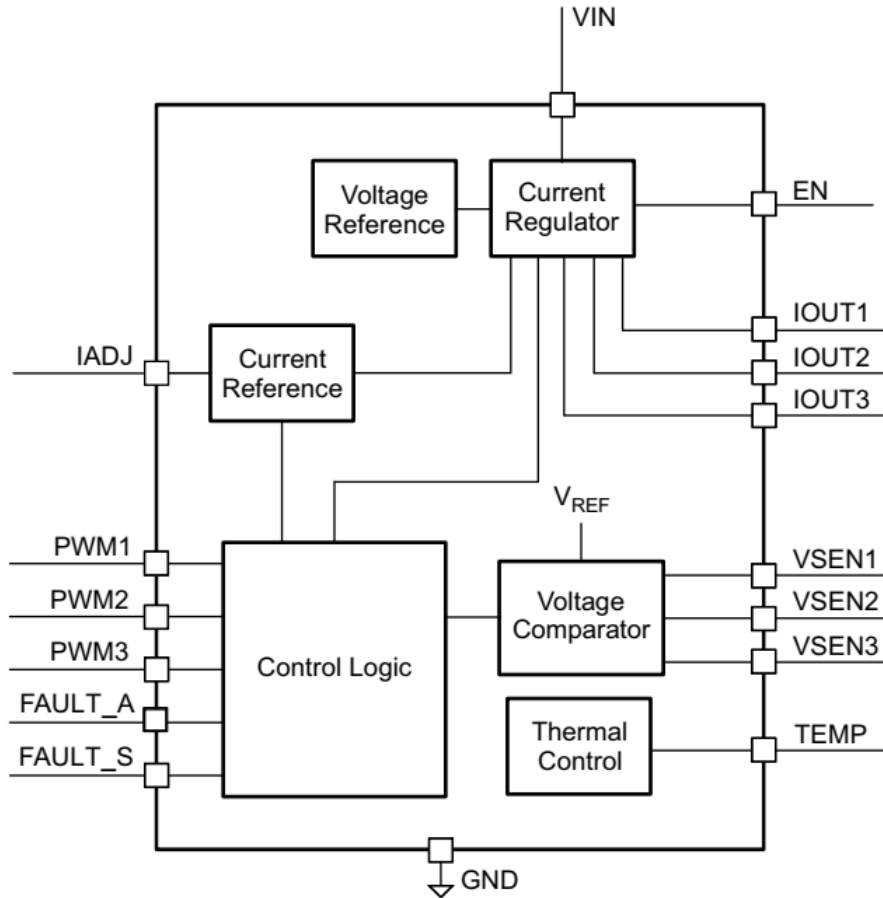 VIN
Voltage
Reference
Current
Regulator
EN
IOUT1
IADJ
Current
Reference
IOUT2
IOUT3
V_REF
PWM1
VSEN1
PWM2
Voltage
Comparator
VSEN2
PWM3
Control Logic
VSEN3
FAULT_A
Thermal
Control
TEMP
FAULT_S
GND